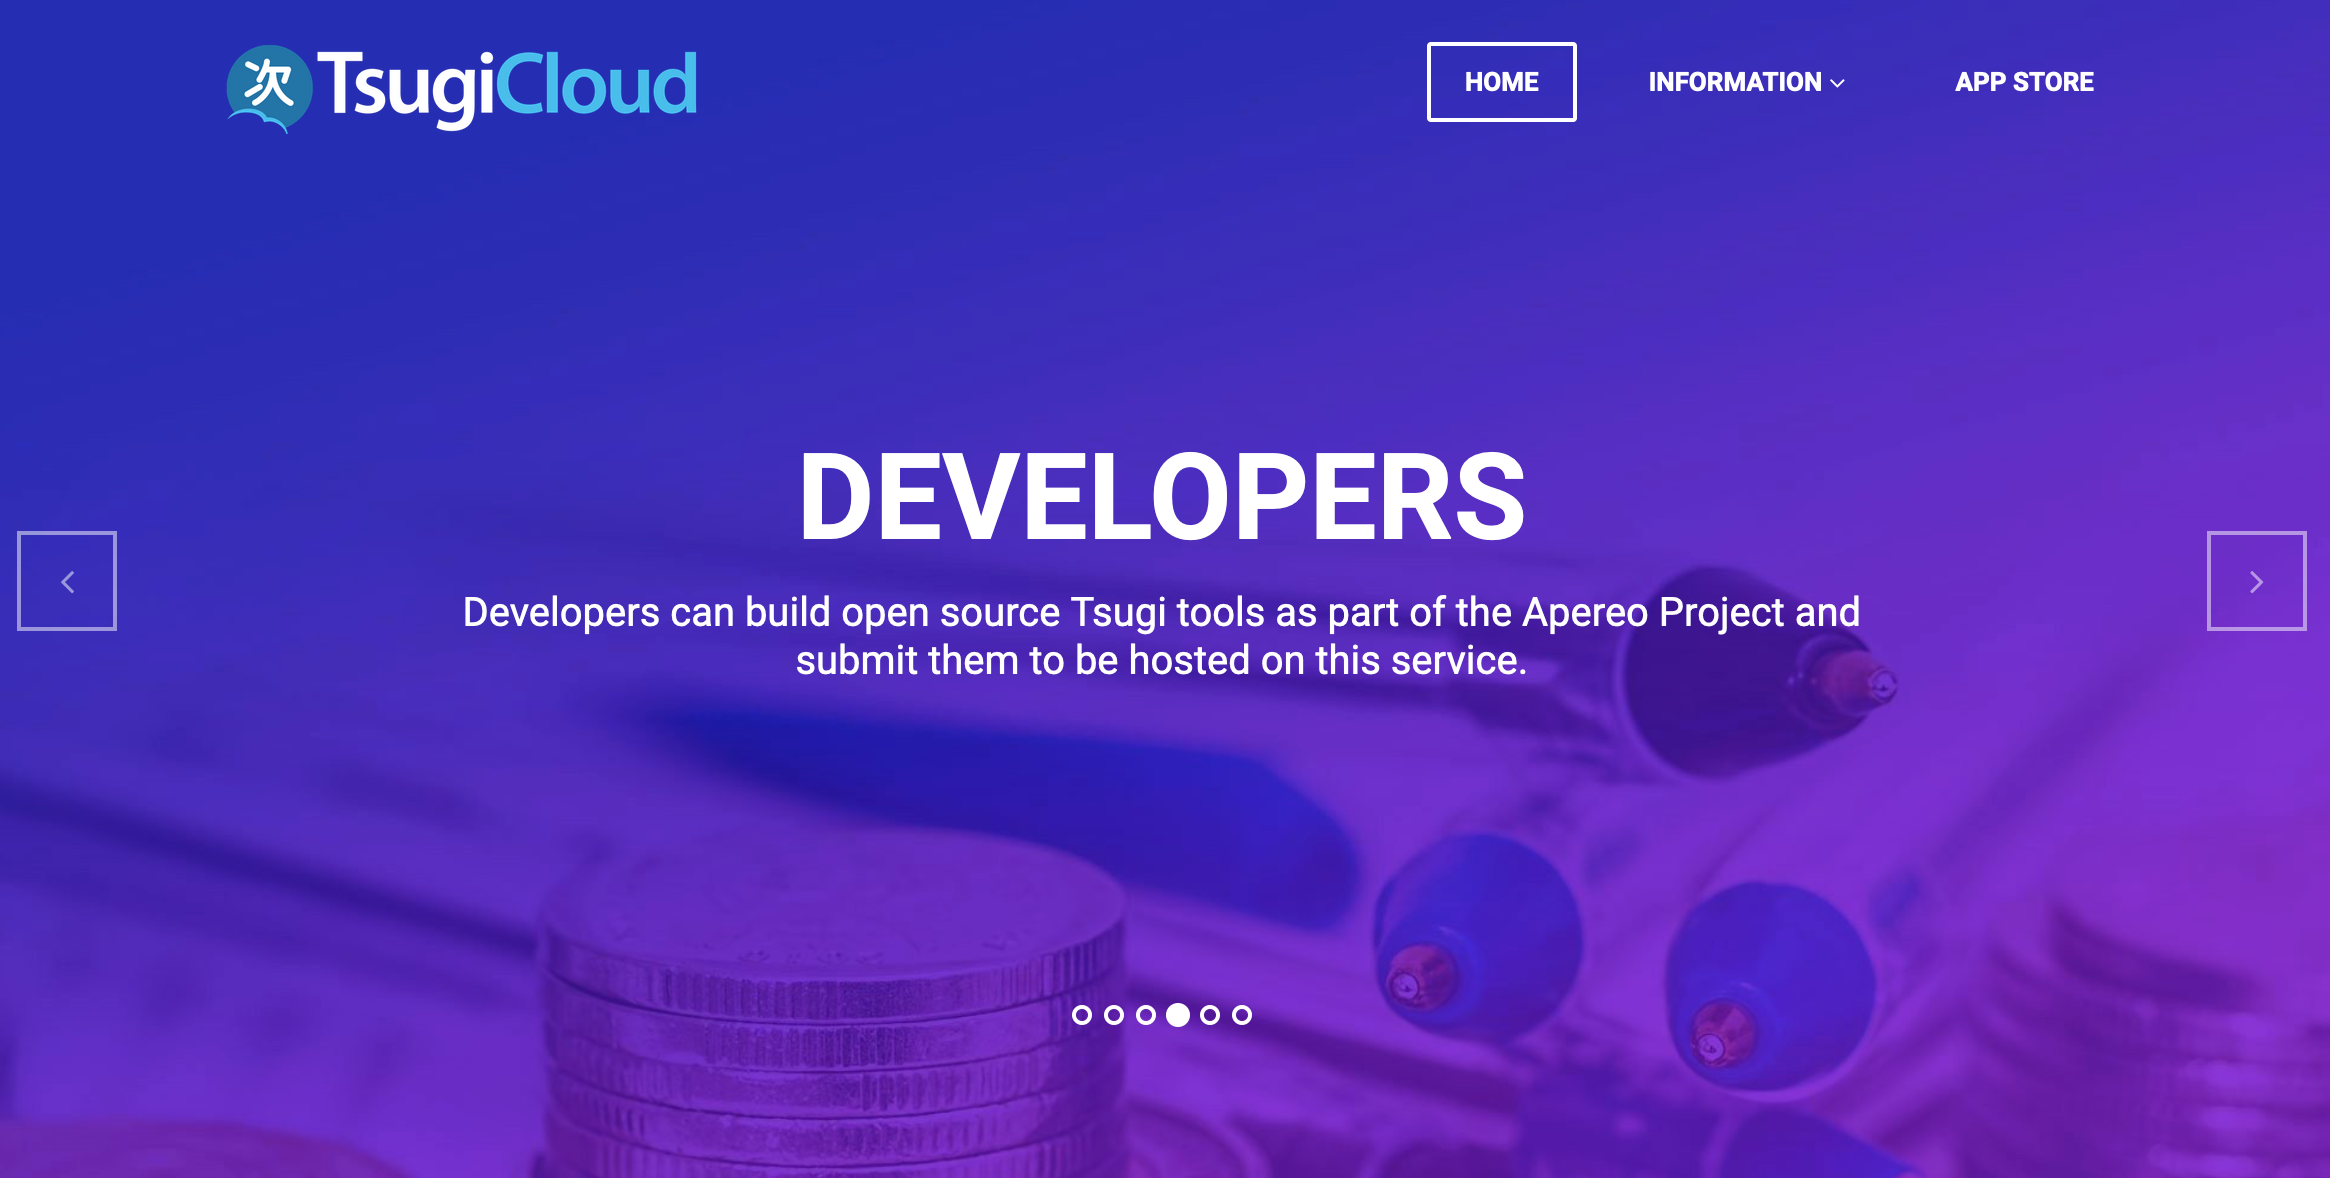 次 TsugiCloud
HOME
INFORMATION
APP STORE
DEVELOPERS
Developers can build open source Tsugi tools as part of the Apereo Project and
submit them to be hosted on this service.